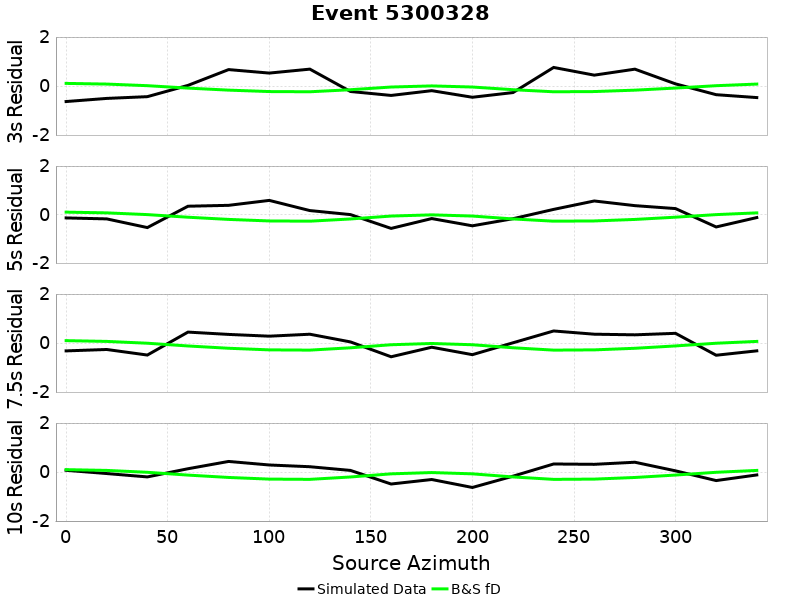 Event 5300328
3s Residual
2
0
-2
5s Residual
2
0
-2
7.5s Residual
2
0
-2
10s Residual
2
0
-2
0 50 100 150 200 250 300
Source Azimuth
Simulated Data B&S fD